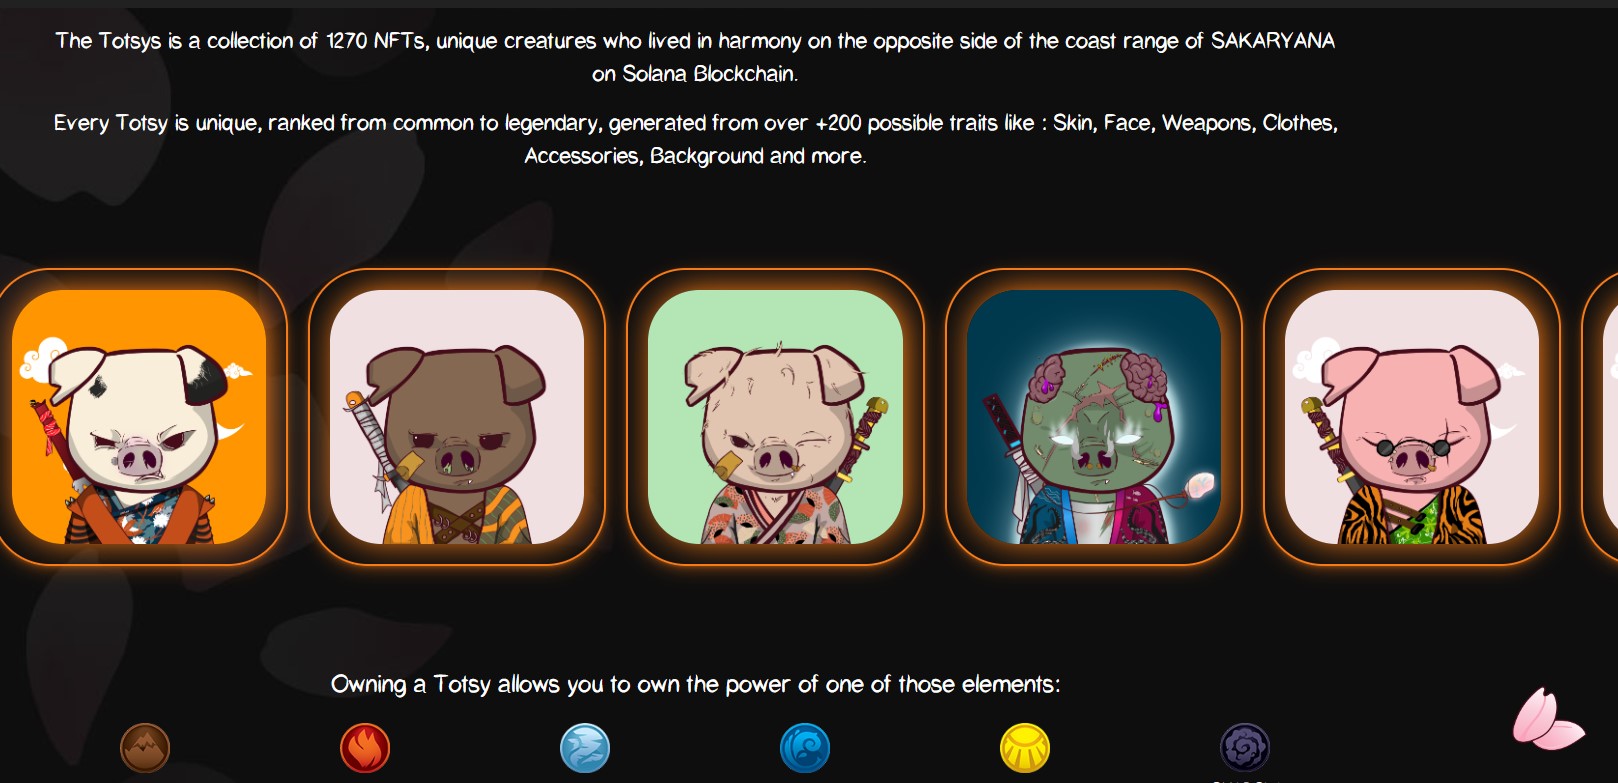 The Totsys is a collection of 1270 NFTs, unique creatures who lived in harmony on the opposite side of the coast range of SAKARYANA
on Solana Blockchain.
Every Totsy is unique, ranked from common to legendary, generated from over +200 possible traits like : Skin, Face, Weapons, Clothes,
Accessories, Background and more.
Owning a Totsy allows you to own the power of one of those elements: